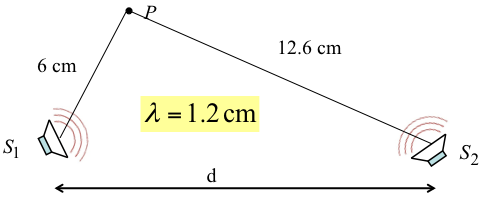 P
6 cm
12.6 cm
λ = 1.2 cm
S₁
S₂
d